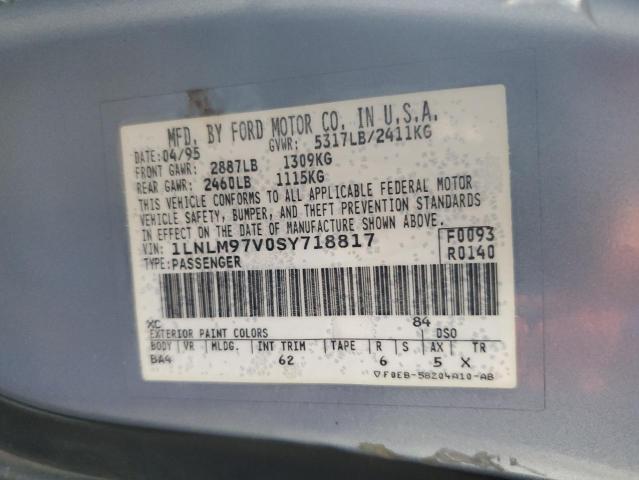 MFD. BY FORD MOTOR CO. IN U.S.A.
DATE: 04/95 GVWR: 5317LB/2411KG
FRONT GAWR: 2887LB 1309KG
REAR GAWR: 2460LB 1115KG
THIS VEHICLE CONFORMS TO ALL APPLICABLE FEDERAL MOTOR
VEHICLE SAFETY, BUMPER, AND THEFT PREVENTION STANDARDS
IN EFFECT ON THE DATE OF MANUFACTURE SHOWN ABOVE.
VIN: 1LNLM97V0SY718817 F0093
TYPE: PASSENGER R0140
XC 84
EXTERIOR PAINT COLORS DSO
BODY VR MLDG. INT TRIM TAPE R S AX TR
BA4 62 6 5 X
▽F0EB-58204A10-AB